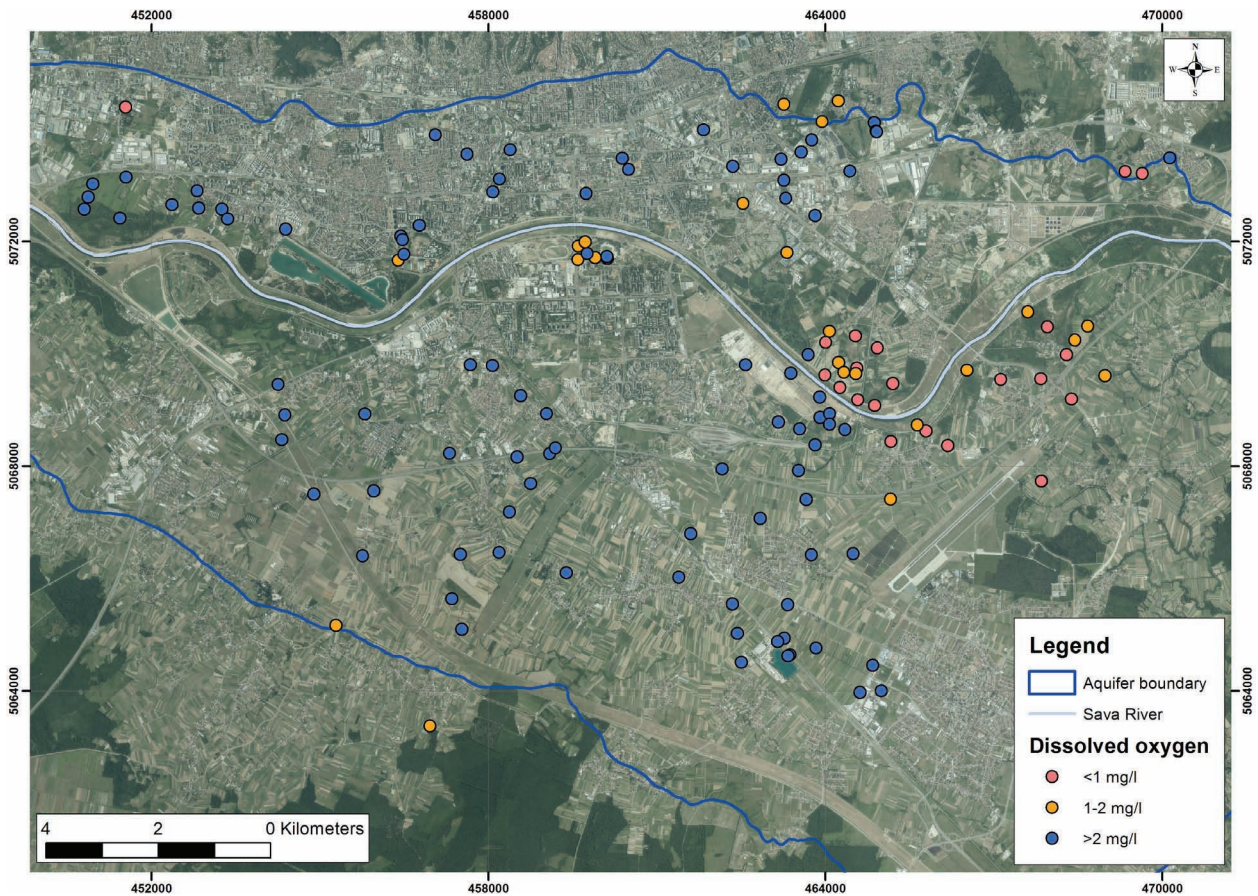 452000 458000 464000 470000
N
W E
S
5072000 5072000
5068000 5068000
5064000 5064000
Legend
Aquifer boundary
Sava River
Dissolved oxygen
<1 mg/l
1-2 mg/l
>2 mg/l
4 2 0 Kilometers
452000 458000 464000 470000